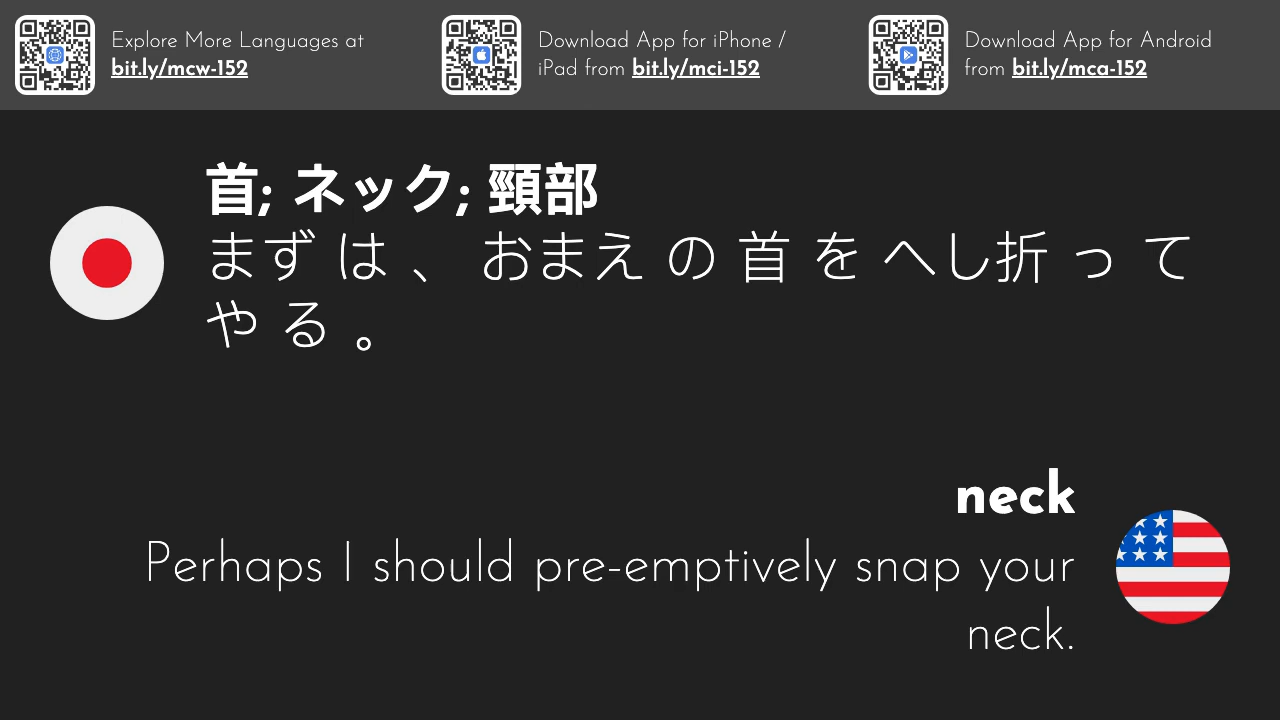 Explore More Languages at
bit.ly/mcw-152
Download App for iPhone /
iPad from bit.ly/mci-152
Download App for Android
from bit.ly/mca-152
首; ネック; 頸部
まず は 、 おまえ の 首 を へし折 っ て
やる 。
neck
Perhaps I should pre-emptively snap your
neck.